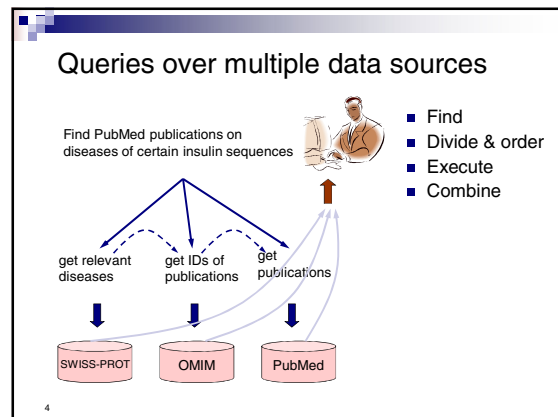 Queries over multiple data sources
Find PubMed publications on
diseases of certain insulin sequences
■ Find
■ Divide & order
■ Execute
■ Combine
get relevant
diseases
get IDs of
publications
get
publications
SWISS-PROT
OMIM
PubMed
4